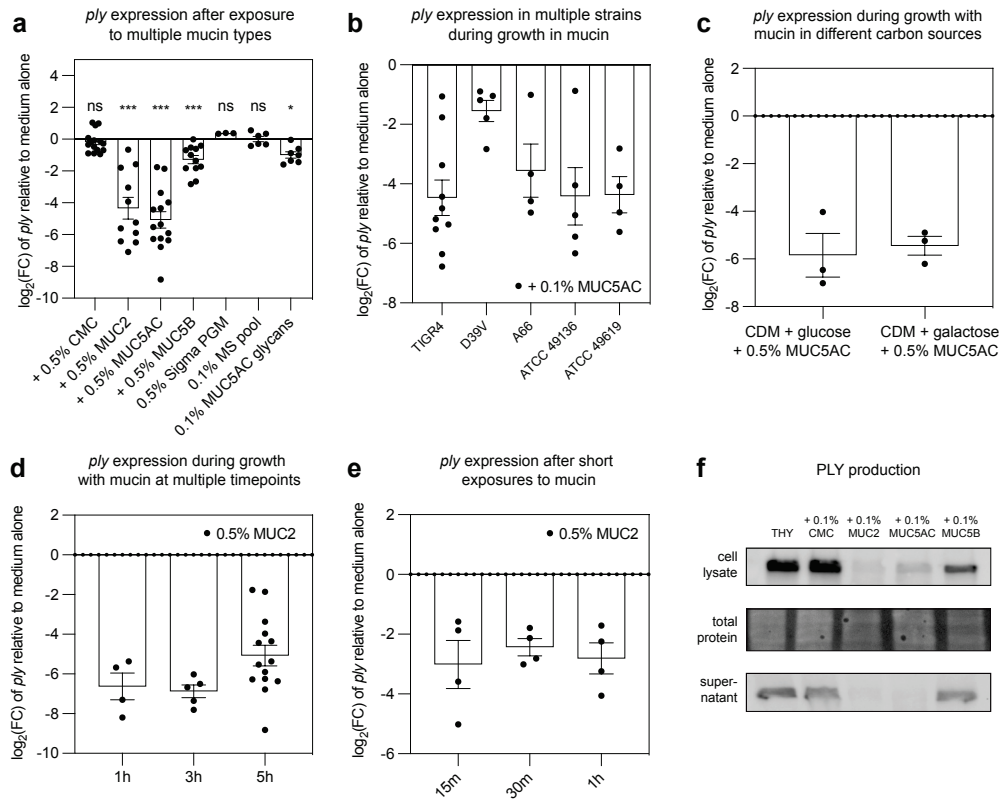 a
ply expression after exposure
to multiple mucin types
log2(FC) of ply relative to medium alone
4
2
0
-2
-4
-6
-8
-10
ns
***
***
***
ns
ns
*
+ 0.5% CMC
+ 0.5% MUC2
+ 0.5% MUC5AC
+ 0.5% MUC5B
0.5% Sigma PGM
0.1% MS pool
0.1% MUC5AC glycans
b
ply expression in multiple strains
during growth in mucin
log2(FC) of ply relative to medium alone
0
-2
-4
-6
-8
+ 0.1% MUC5AC
TIGR4
D39V
A66
ATCC 49136
ATCC 49619
c
ply expression during growth with
mucin in different carbon sources
log2(FC) of ply relative to medium alone
2
0
-2
-4
-6
-8
CDM + glucose
+ 0.5% MUC5AC
CDM + galactose
+ 0.5% MUC5AC
d
ply expression during growth
with mucin at multiple timepoints
log2(FC) of ply relative to medium alone
2
0
-2
-4
-6
-8
-10
0.5% MUC2
1h
3h
5h
e
ply expression after short
exposures to mucin
log2(FC) of ply relative to medium alone
2
0
-2
-4
-6
0.5% MUC2
15m
30m
1h
f
PLY production
THY
+ 0.1%
CMC
+ 0.1%
MUC2
+ 0.1%
MUC5AC
+ 0.1%
MUC5B
cell
lysate
total
protein
super-
natant